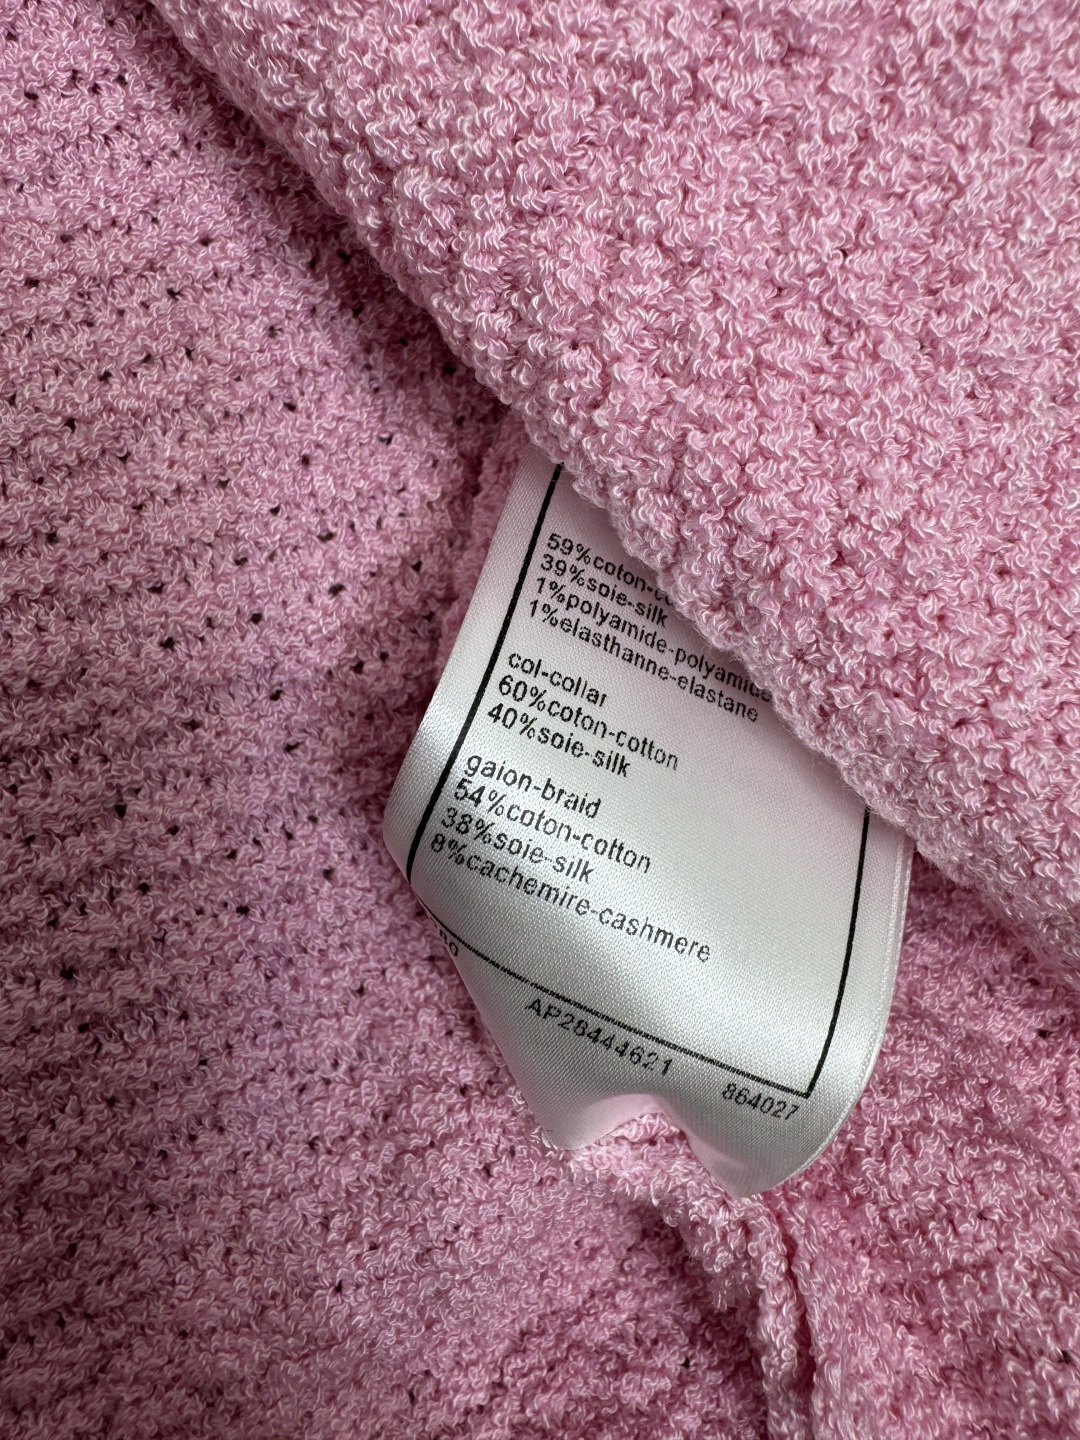 59%coton-c
39%soie-silk
1%polyamide-polyamide
1%elasthanne-elastane
col-collar
60%coton-cotton
40%soie-silk
galon-braid
54%coton-cotton
38%soie-silk
8%cachemire-cashmere
AP28444621
864027